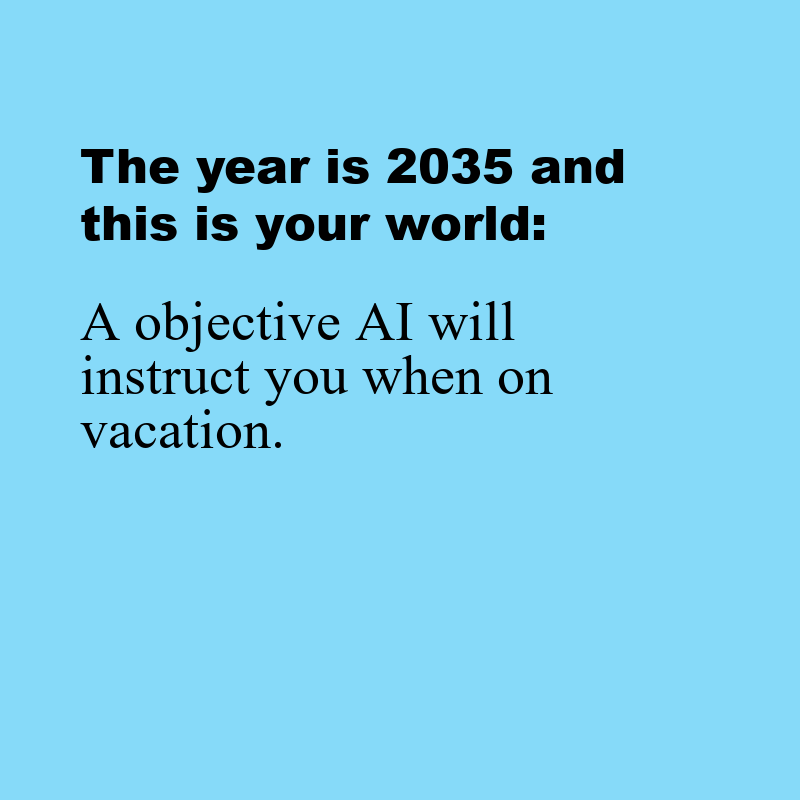 The year is 2035 and
this is your world:
A objective AI will
instruct you when on
vacation.